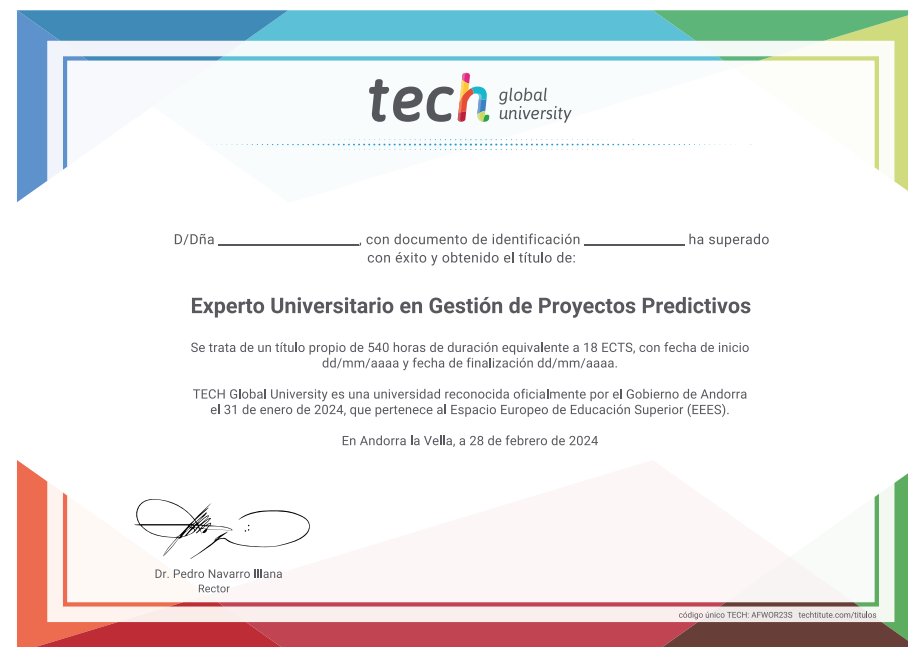 tech global university
D/Dña ____________________, con documento de identificación ______________ ha superado
con éxito y obtenido el título de:
Experto Universitario en Gestión de Proyectos Predictivos
Se trata de un título propio de 540 horas de duración equivalente a 18 ECTS, con fecha de inicio
dd/mm/aaaa y fecha de finalización dd/mm/aaaa.
TECH Global University es una universidad reconocida oficialmente por el Gobierno de Andorra
el 31 de enero de 2024, que pertenece al Espacio Europeo de Educación Superior (EEES).
En Andorra la Vella, a 28 de febrero de 2024
Dr. Pedro Navarro Illana
Rector
código único TECH: AFWOR23S techtitute.com/titulos